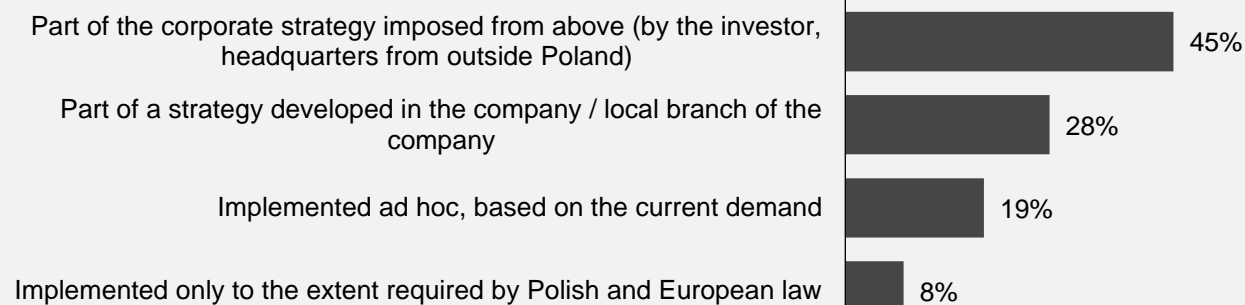 Part of the corporate strategy imposed from above (by the investor,
headquarters from outside Poland)
45%
Part of a strategy developed in the company / local branch of the
company
28%
Implemented ad hoc, based on the current demand
19%
Implemented only to the extent required by Polish and European law
8%